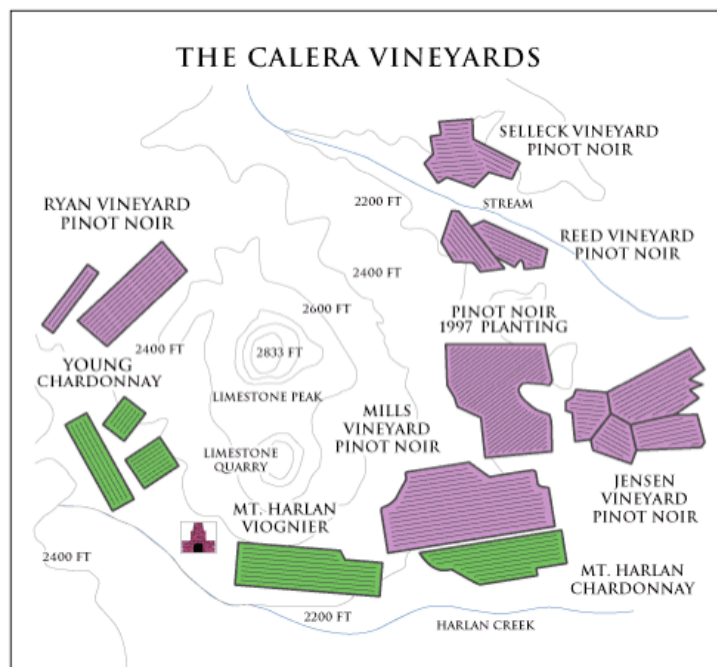 THE CALERA VINEYARDS
SELLECK VINEYARD
PINOT NOIR
2200 FT
STREAM
RYAN VINEYARD
PINOT NOIR
REED VINEYARD
PINOT NOIR
2400 FT
2600 FT
PINOT NOIR
1997 PLANTING
2400 FT
2833 FT
YOUNG
CHARDONNAY
LIMESTONE PEAK
MILLS
VINEYARD
PINOT NOIR
LIMESTONE
QUARRY
JENSEN
VINEYARD
PINOT NOIR
MT. HARLAN
VIOGNIER
2400 FT
MT. HARLAN
CHARDONNAY
2200 FT
HARLAN CREEK